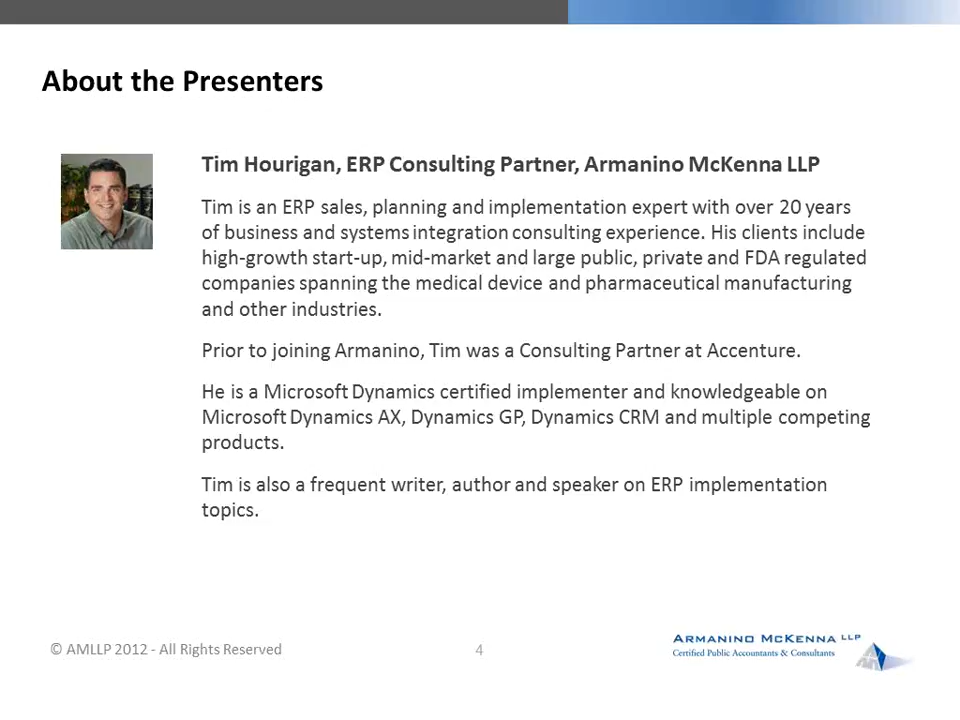 About the Presenters
Tim Hourigan, ERP Consulting Partner, Armanino McKenna LLP
Tim is an ERP sales, planning and implementation expert with over 20 years
of business and systems integration consulting experience. His clients include
high-growth start-up, mid-market and large public, private and FDA regulated
companies spanning the medical device and pharmaceutical manufacturing
and other industries.
Prior to joining Armanino, Tim was a Consulting Partner at Accenture.
He is a Microsoft Dynamics certified implementer and knowledgeable on
Microsoft Dynamics AX, Dynamics GP, Dynamics CRM and multiple competing
products.
Tim is also a frequent writer, author and speaker on ERP implementation
topics.
© AMLLP 2012 - All Rights Reserved
4
ARMANINO MCKENNA LLP
Certified Public Accountants & Consultants